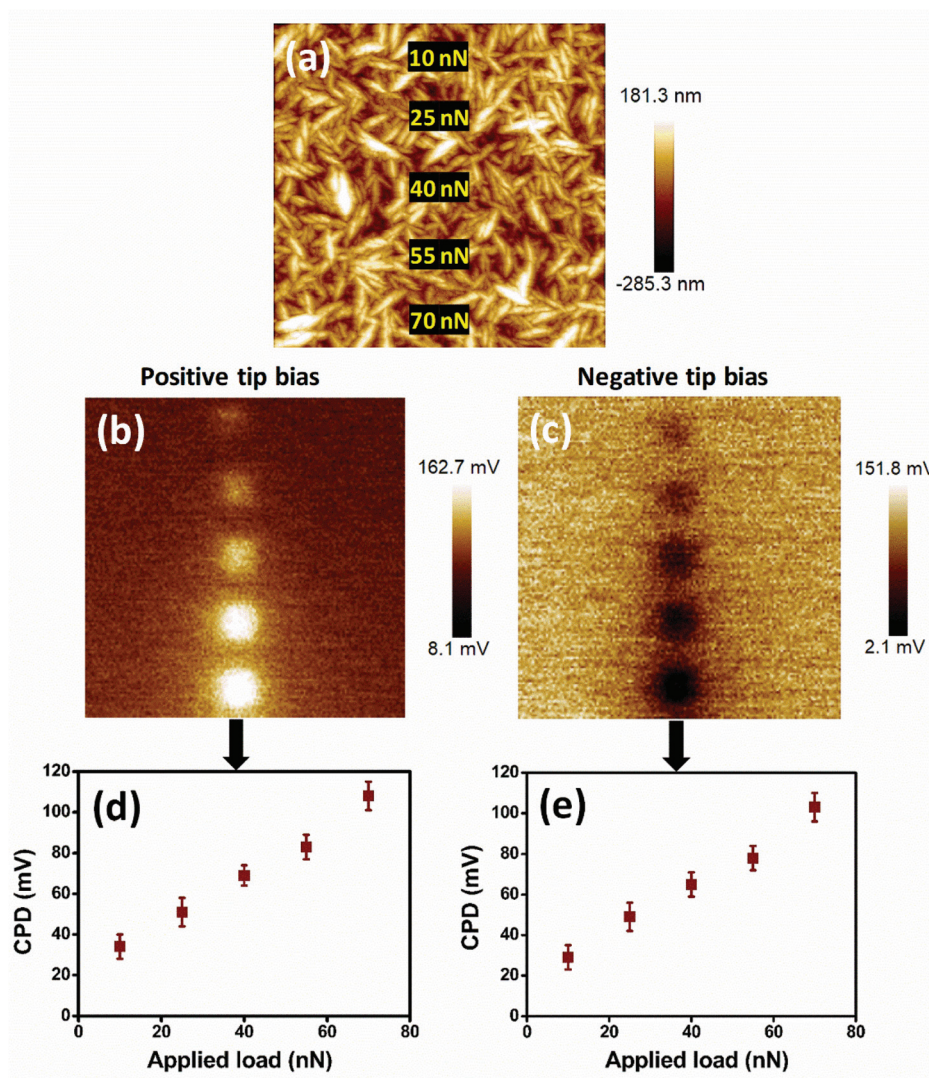 (a)
10 nN
25 nN
40 nN
55 nN
70 nN
181.3 nm
-285.3 nm
Positive tip bias
Negative tip bias
(b)
162.7 mV
8.1 mV
(c)
151.8 mV
2.1 mV
(d)
CPD (mV)
120
100
80
60
40
20
0
0 20 40 60 80
Applied load (nN)
(e)
CPD (mV)
120
100
80
60
40
20
0
0 20 40 60 80
Applied load (nN)